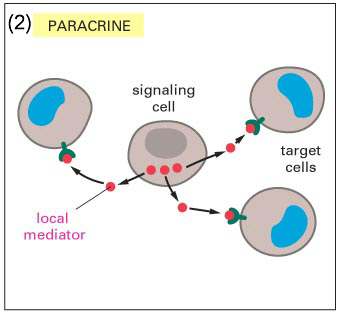 (2) PARACRINE
signaling
cell
target
cells
local
mediator